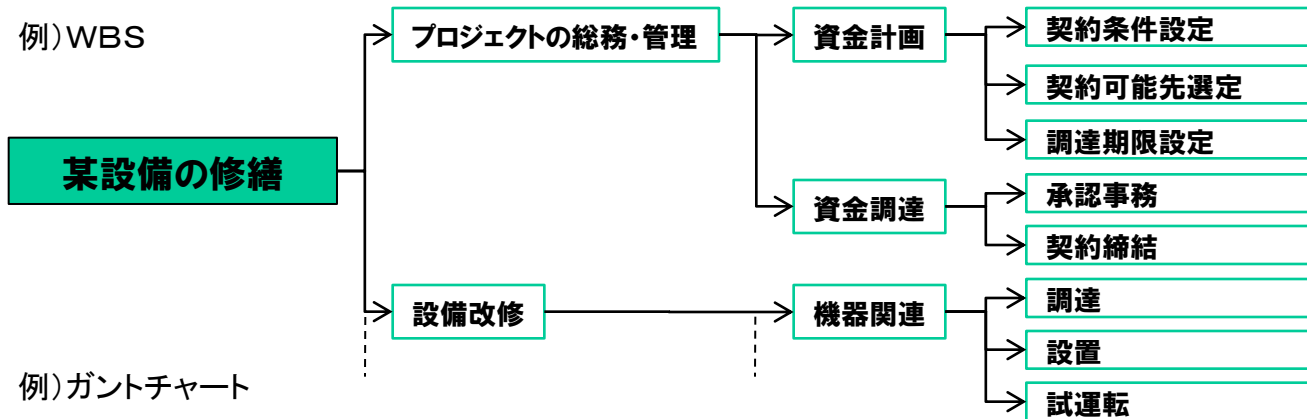 例)WBS
某設備の修繕
プロジェクトの総務・管理
資金計画
契約条件設定
契約可能先選定
調達期限設定
資金調達
承認事務
契約締結
設備改修
機器関連
調達
設置
試運転
例)ガントチャート